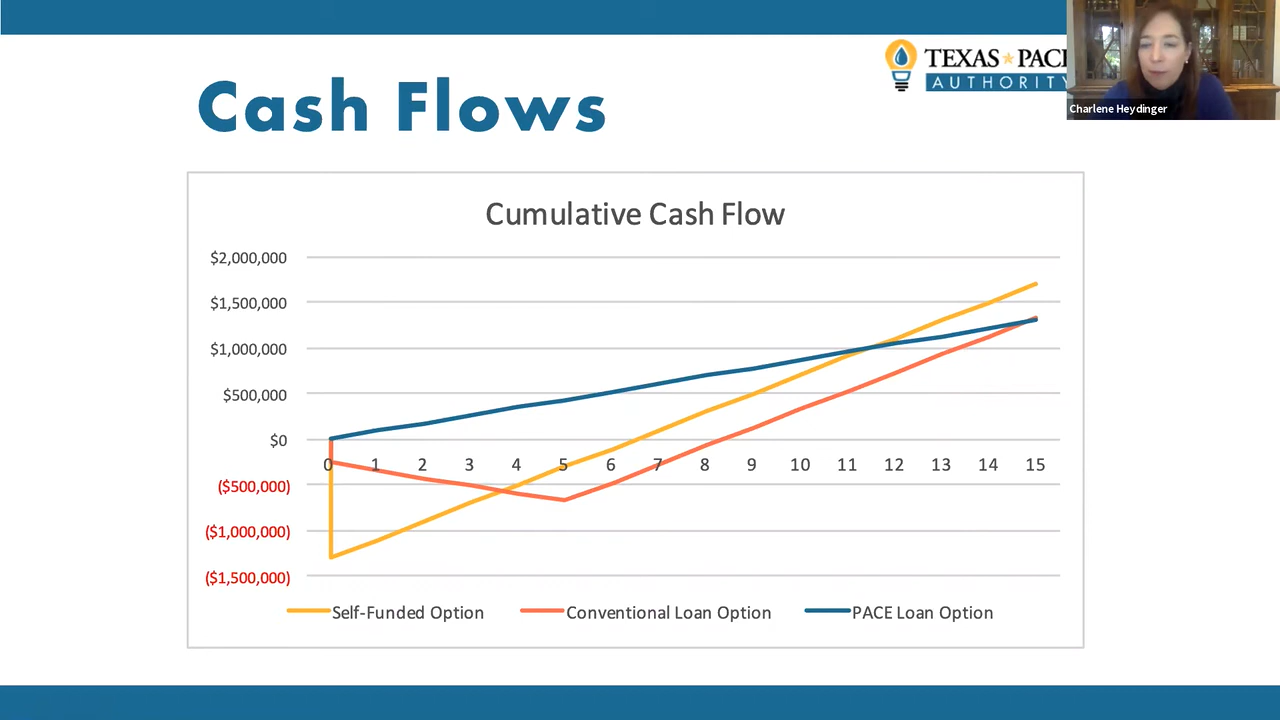 TEXAS PACE
AUTHORITY
Charlene Heydinger
Cash Flows
Cumulative Cash Flow
$2,000,000
$1,500,000
$1,000,000
$500,000
$0
0 1 2 3 4 5 6 7 8 9 10 11 12 13 14 15
($500,000)
($1,000,000)
($1,500,000)
Self-Funded Option Conventional Loan Option PACE Loan Option